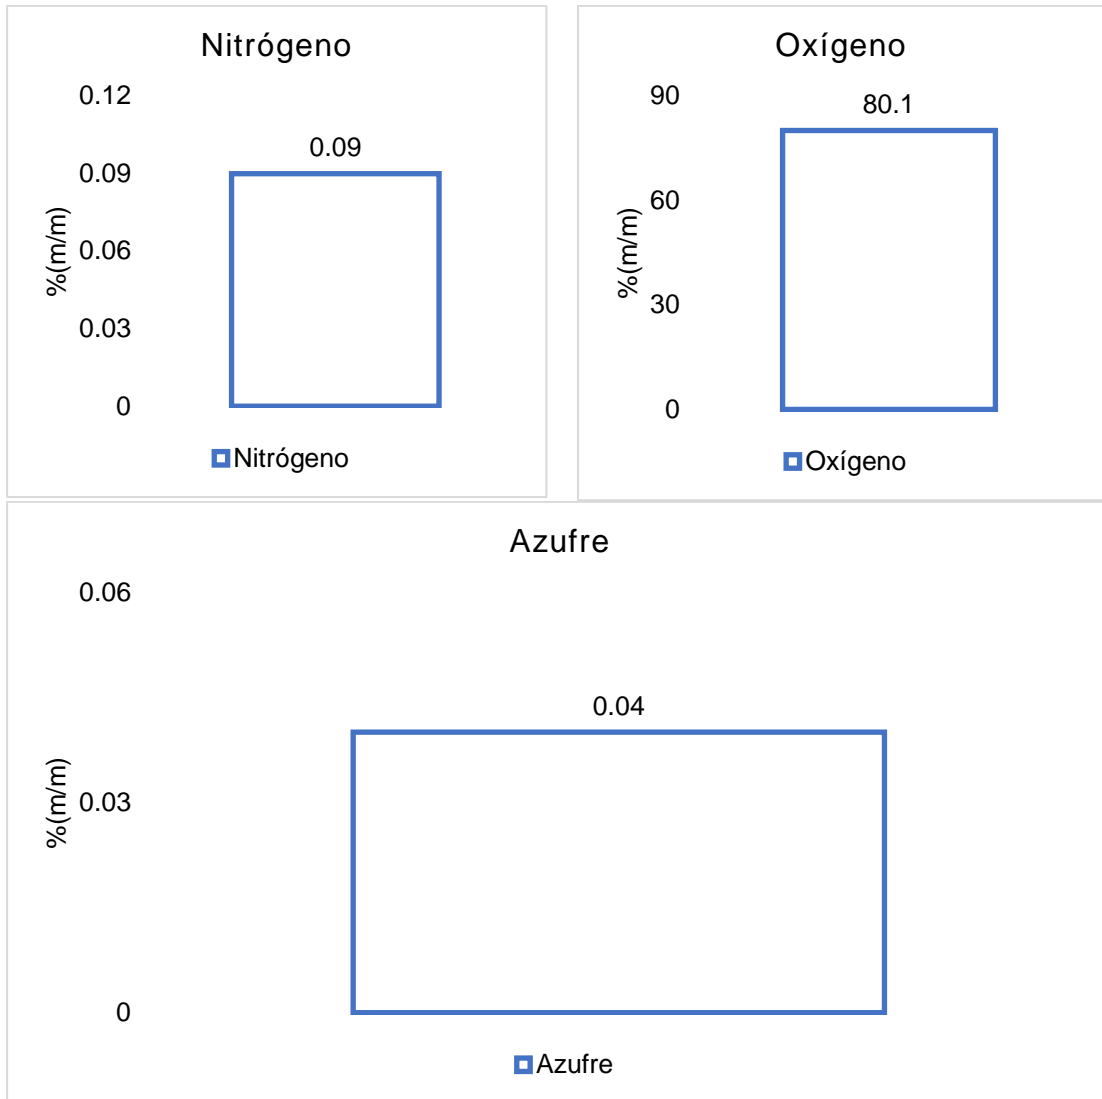 Nitrógeno
0.12
0.09
0.09
0.06
0.03
0
%(m/m)
Nitrógeno
Oxígeno
90
80.1
60
30
0
%(m/m)
Oxígeno
Azufre
0.06
0.04
0.03
0
%(m/m)
Azufre